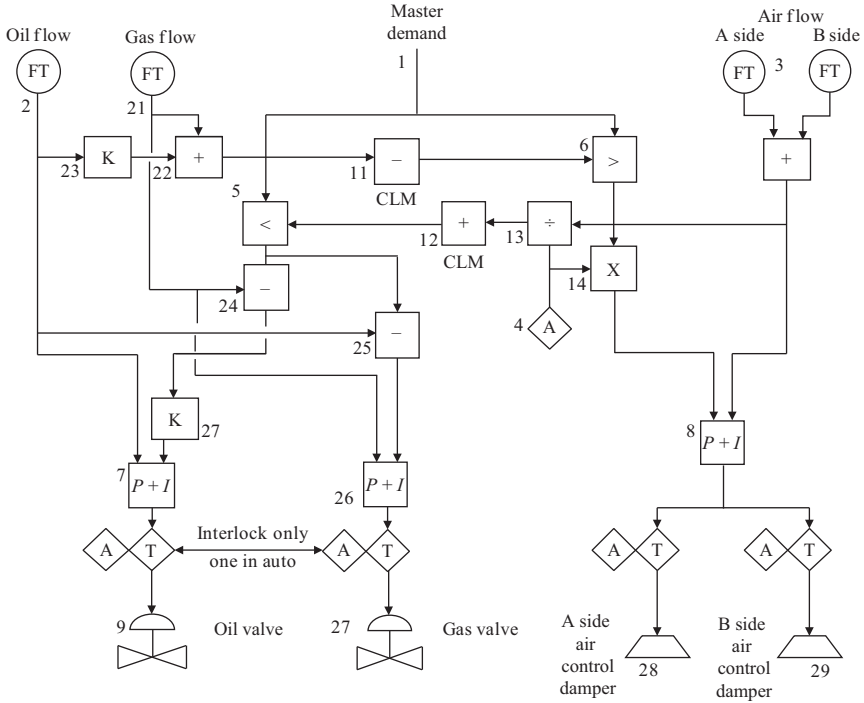 Master
demand
Air flow
Oil flow
Gas flow
A side
B side
FT
FT
FT
FT
1
2
21
3
K
+
−
>
+
23
22
11
6
CLM
5
<
+
÷
X
12
13
14
CLM
−
24
4
A
−
25
K
27
8
P + I
7
P + I
26
P + I
A
T
Interlock only
one in auto
A
T
A
T
A
T
9
Oil valve
27
Gas valve
A side
air
control
damper
28
B side
air
control
damper
29